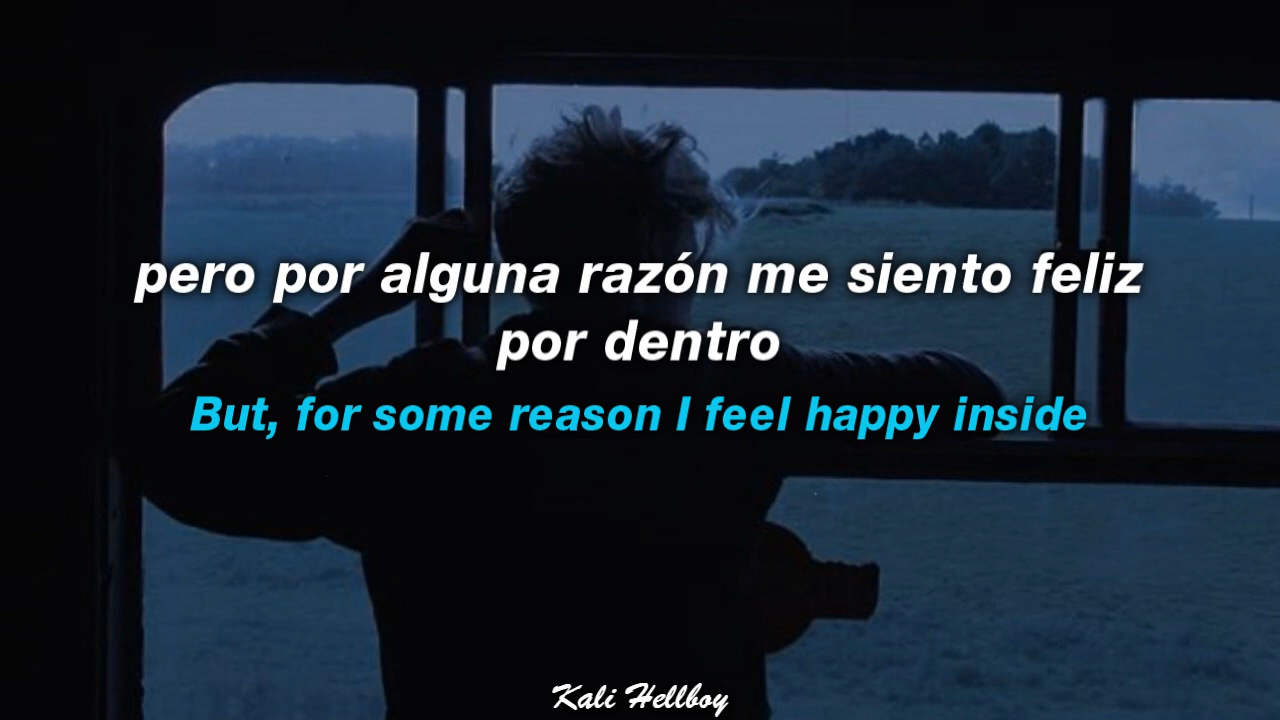 pero por alguna razón me siento feliz
por dentro
But, for some reason I feel happy inside
Kali Hellboy